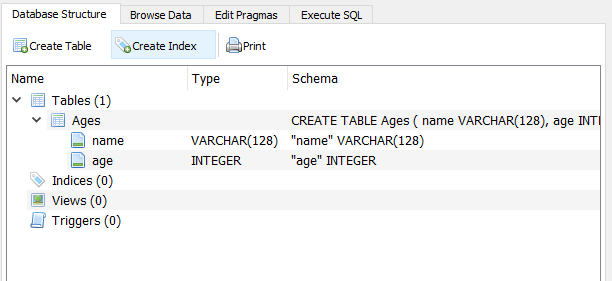 Database Structure Browse Data Edit Pragmas Execute SQL
Create Table Create Index Print
Name Type Schema
Tables (1)
Ages CREATE TABLE Ages ( name VARCHAR(128), age INTE
name VARCHAR(128) "name" VARCHAR(128)
age INTEGER "age" INTEGER
Indices (0)
Views (0)
Triggers (0)